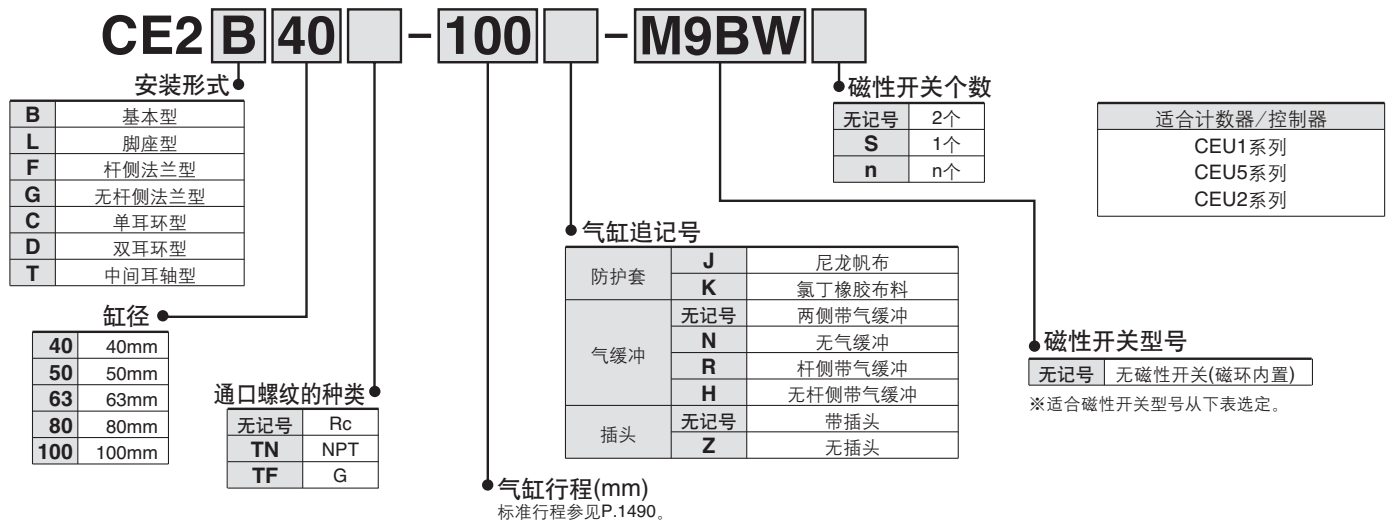 CE2 B 40 - 100 - M9BW
安装形式
B 基本型
L 脚座型
F 杆侧法兰型
G 无杆侧法兰型
C 单耳环型
D 双耳环型
T 中间耳轴型
缸径
40 40mm
50 50mm
63 63mm
80 80mm
100 100mm
通口螺纹的种类
无记号 Rc
TN NPT
TF G
气缸行程(mm)
标准行程参见P.1490。
气缸追记号
防护套
J 尼龙帆布
K 氯丁橡胶布料
气缓冲
无记号 两侧带气缓冲
N 无气缓冲
R 杆侧带气缓冲
H 无杆侧带气缓冲
插头
无记号 带插头
Z 无插头
磁性开关个数
无记号 2个
S 1个
n n个
磁性开关型号
无记号 无磁性开关(磁环内置)
※适合磁性开关型号从下表选定。
适合计数器/控制器
CEU1系列
CEU5系列
CEU2系列